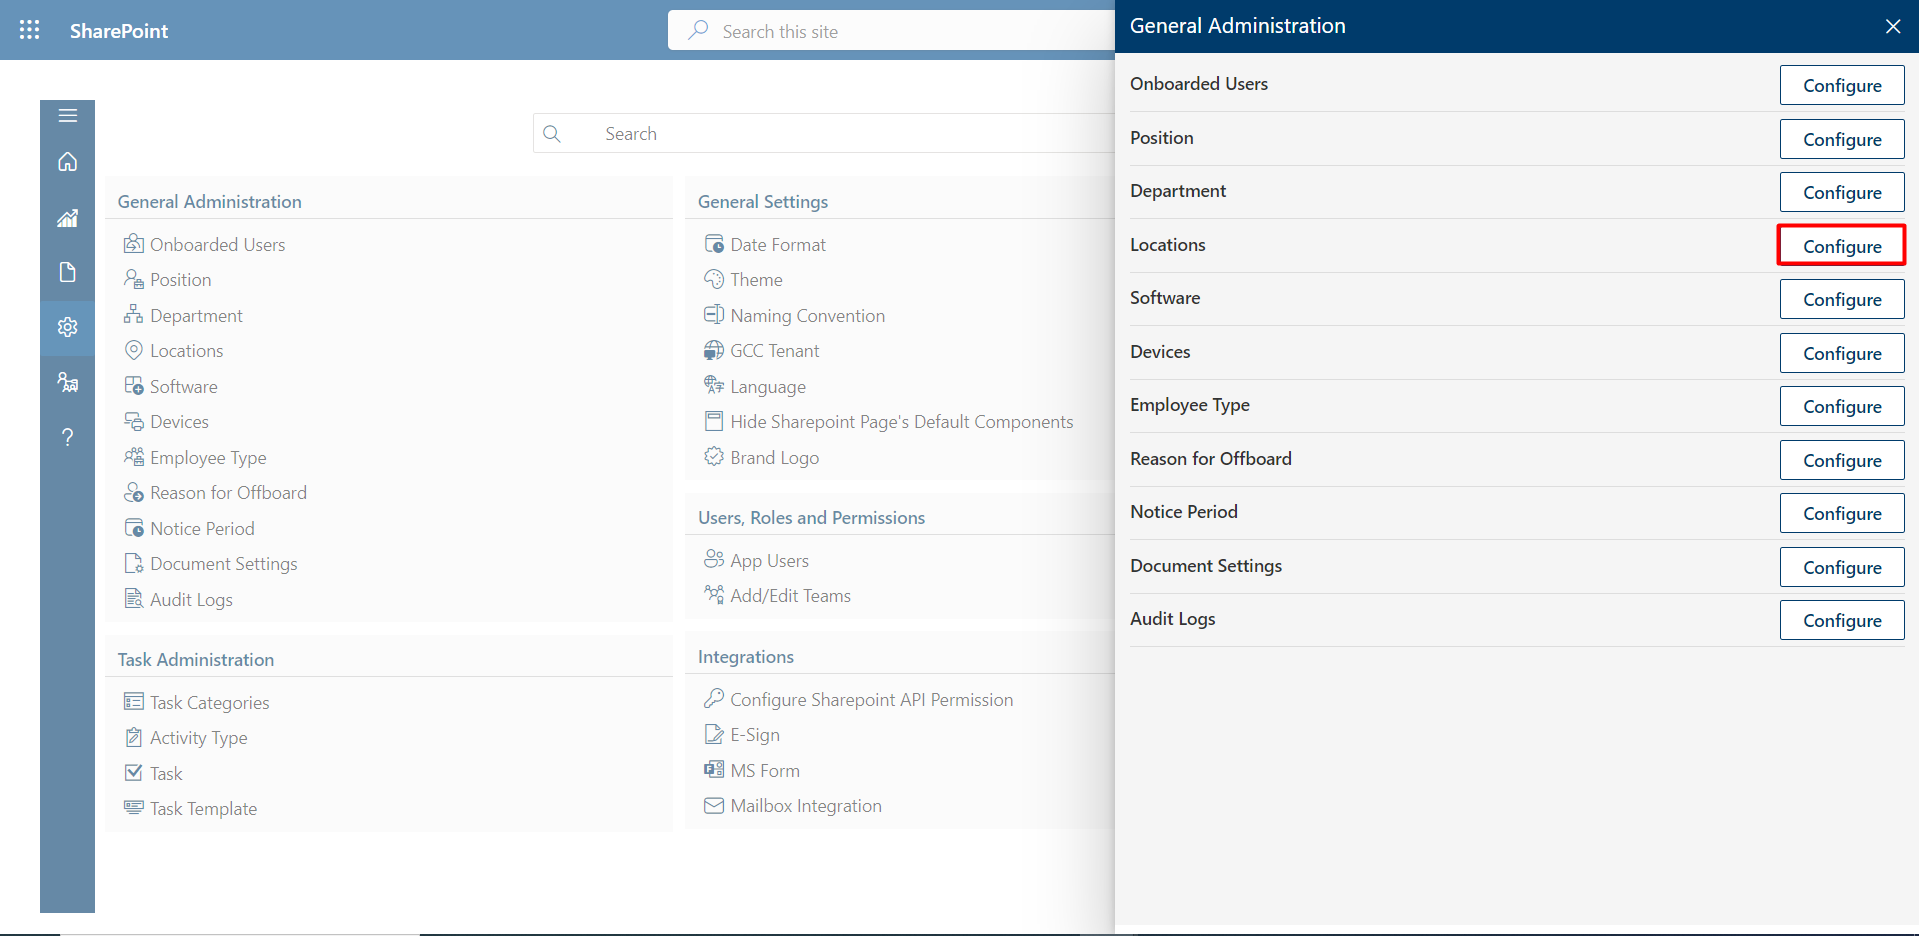 SharePoint
Search this site
General Administration
Search
General Administration
Onboarded Users
Position
Department
Locations
Software
Devices
Employee Type
Reason for Offboard
Notice Period
Document Settings
Audit Logs
Task Administration
Task Categories
Activity Type
Task
Task Template
General Settings
Date Format
Theme
Naming Convention
GCC Tenant
Language
Hide Sharepoint Page's Default Components
Brand Logo
Users, Roles and Permissions
App Users
Add/Edit Teams
Integrations
Configure Sharepoint API Permission
E-Sign
MS Form
Mailbox Integration
Onboarded Users Configure
Position Configure
Department Configure
Locations Configure
Software Configure
Devices Configure
Employee Type Configure
Reason for Offboard Configure
Notice Period Configure
Document Settings Configure
Audit Logs Configure